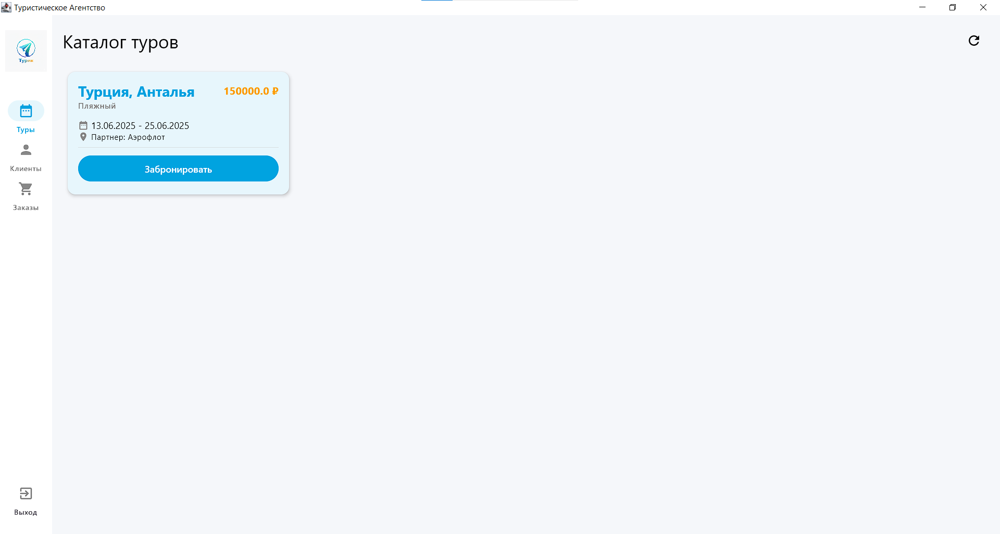 Туристическое Агентство
Турик
Каталог туров
Турция, Анталья
150000.0 ₽
Пляжный
13.06.2025 - 25.06.2025
Партнер: Аэрофлот
Забронировать
Туры
Клиенты
Заказы
Выход